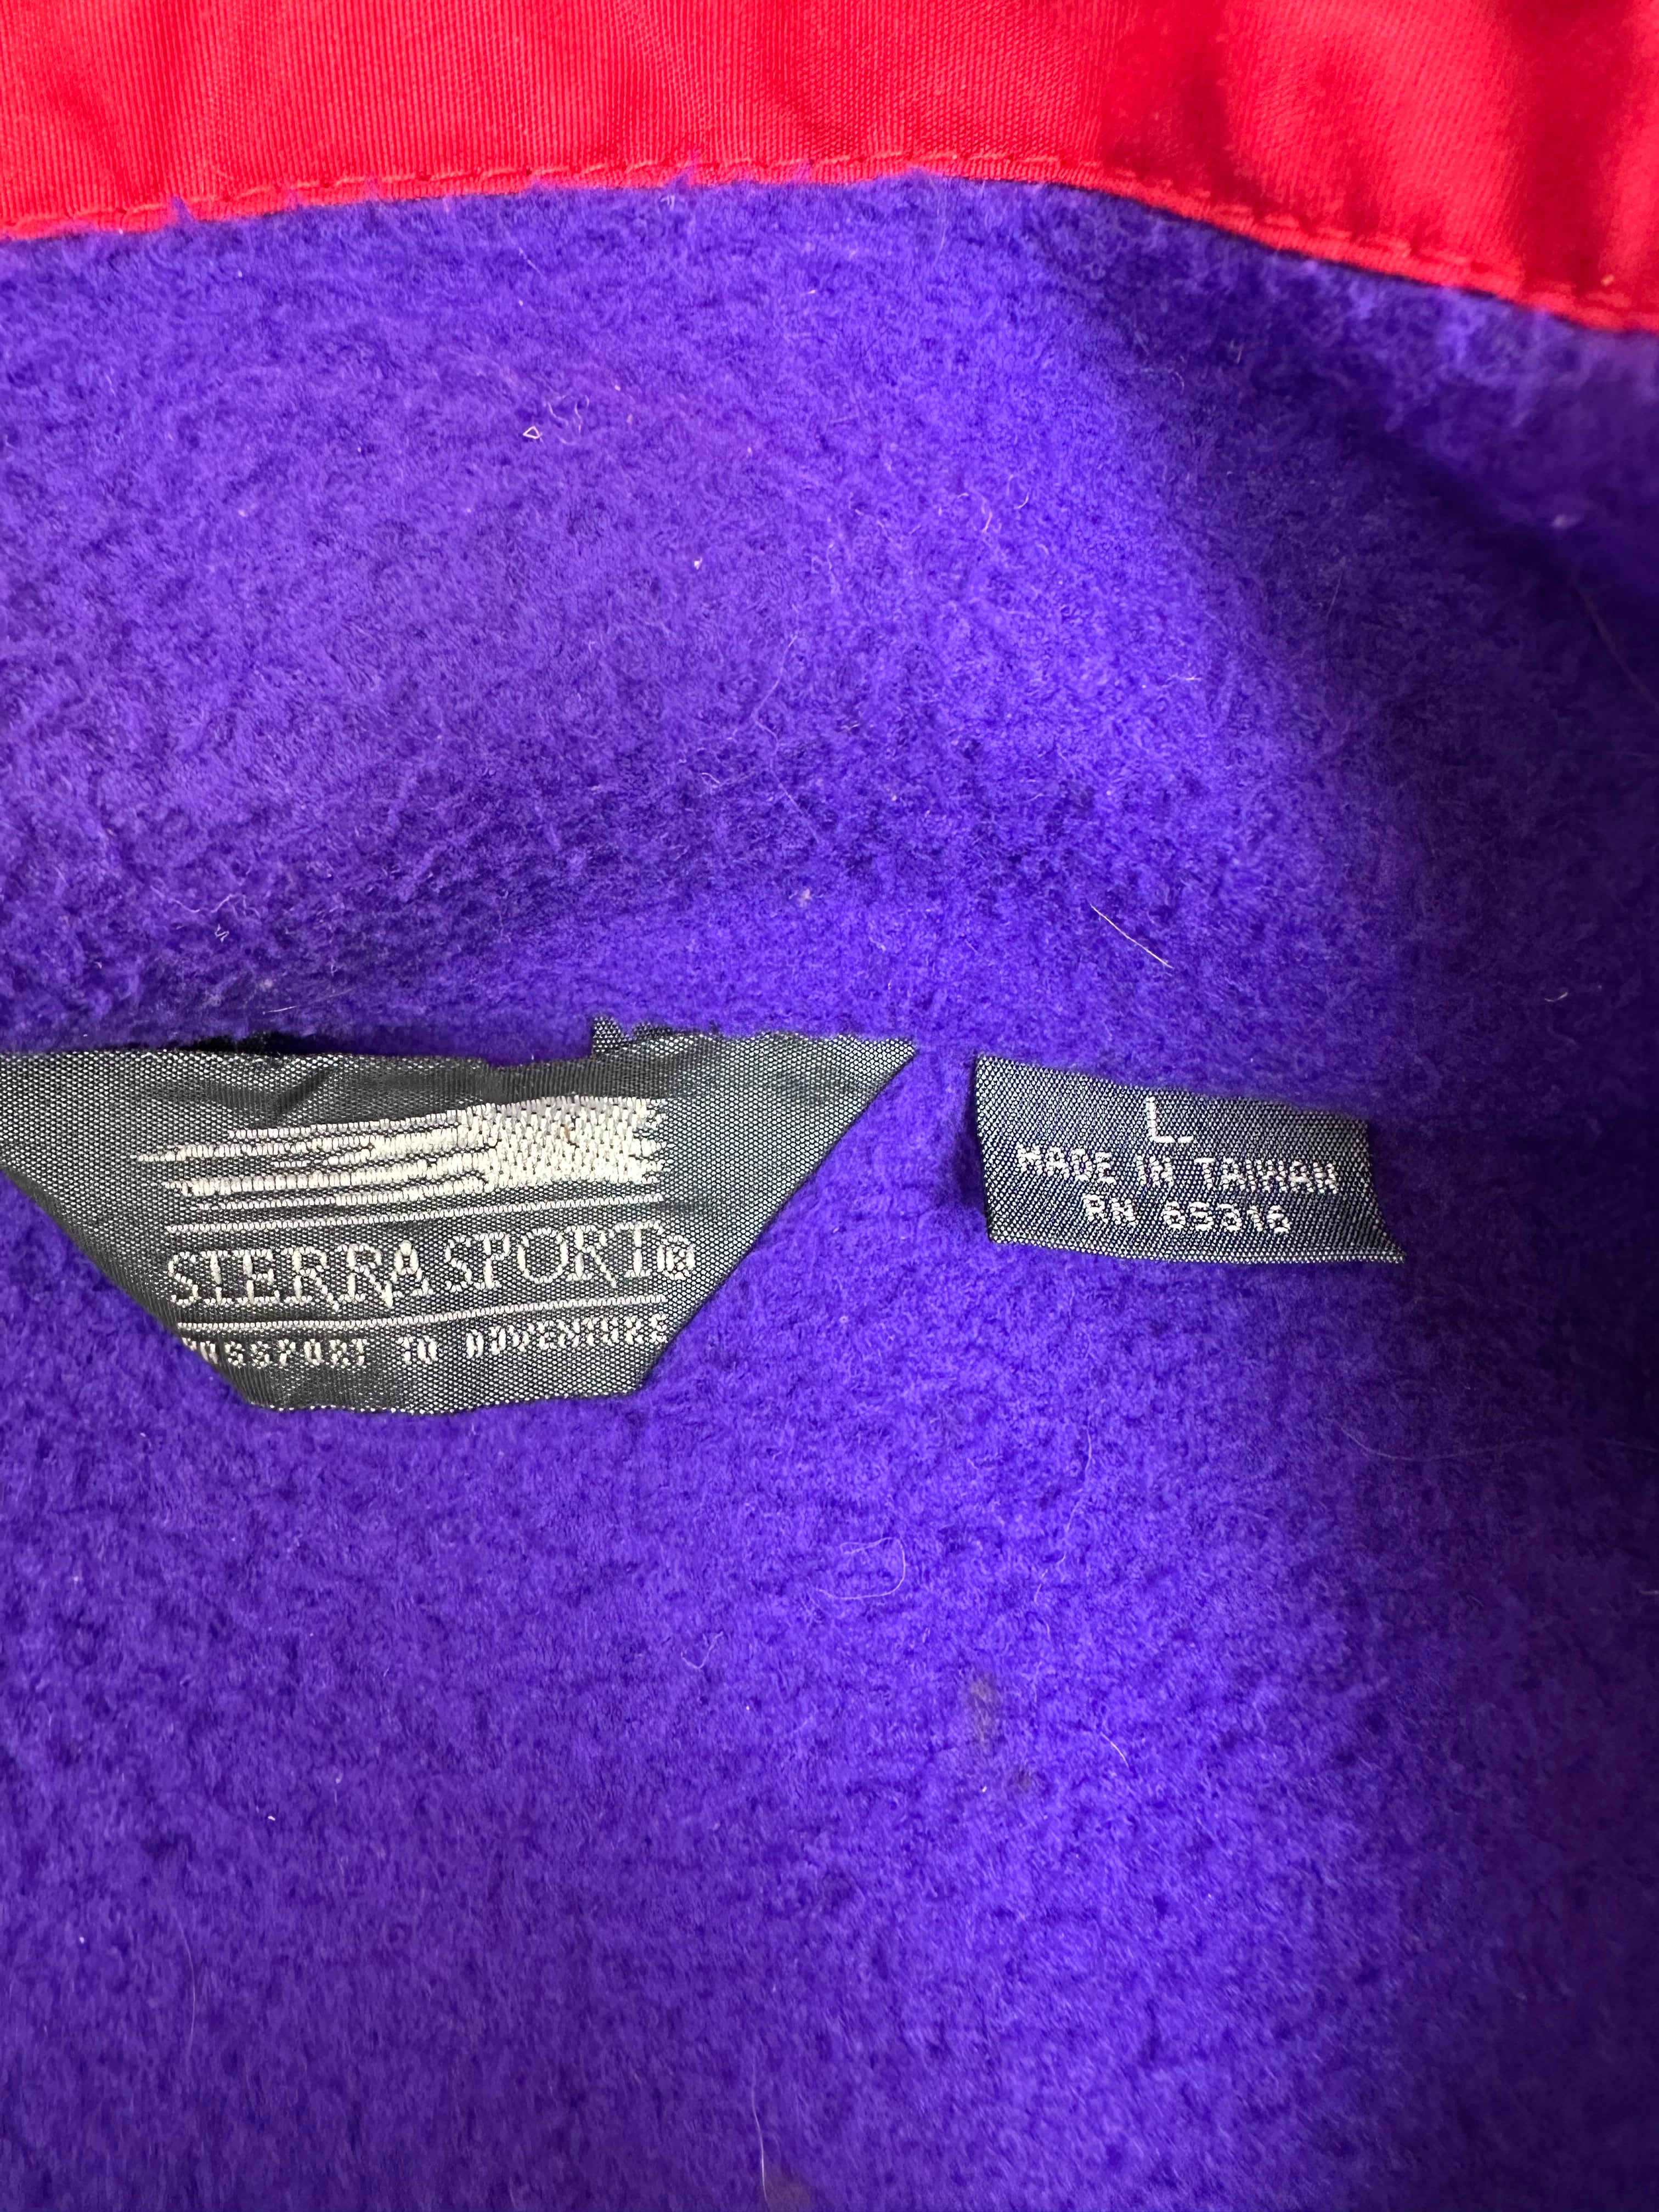 SIERRA SPORT®
PASSPORT TO ADVENTURE
L.
MADE IN TAIWAN
RN 65316